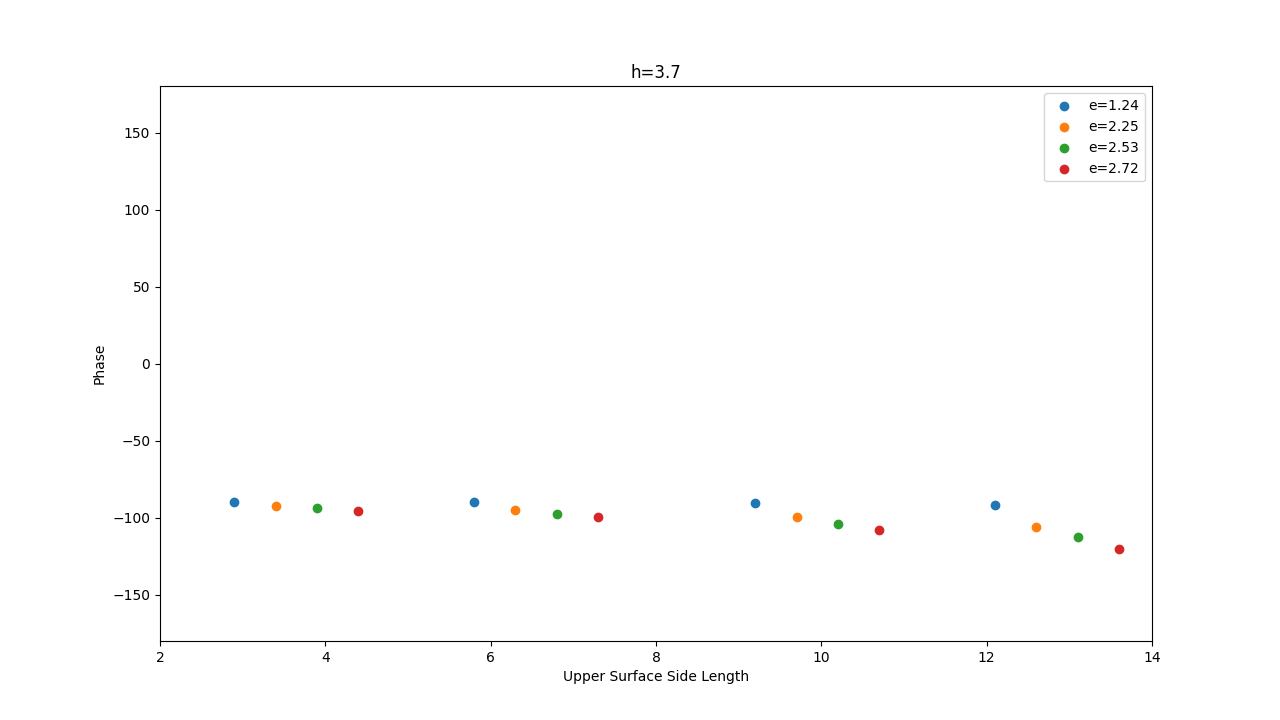 h=3.7
e=1.24
e=2.25
e=2.53
e=2.72
150
100
50
0
−50
−100
−150
Phase
2 4 6 8 10 12 14
Upper Surface Side Length